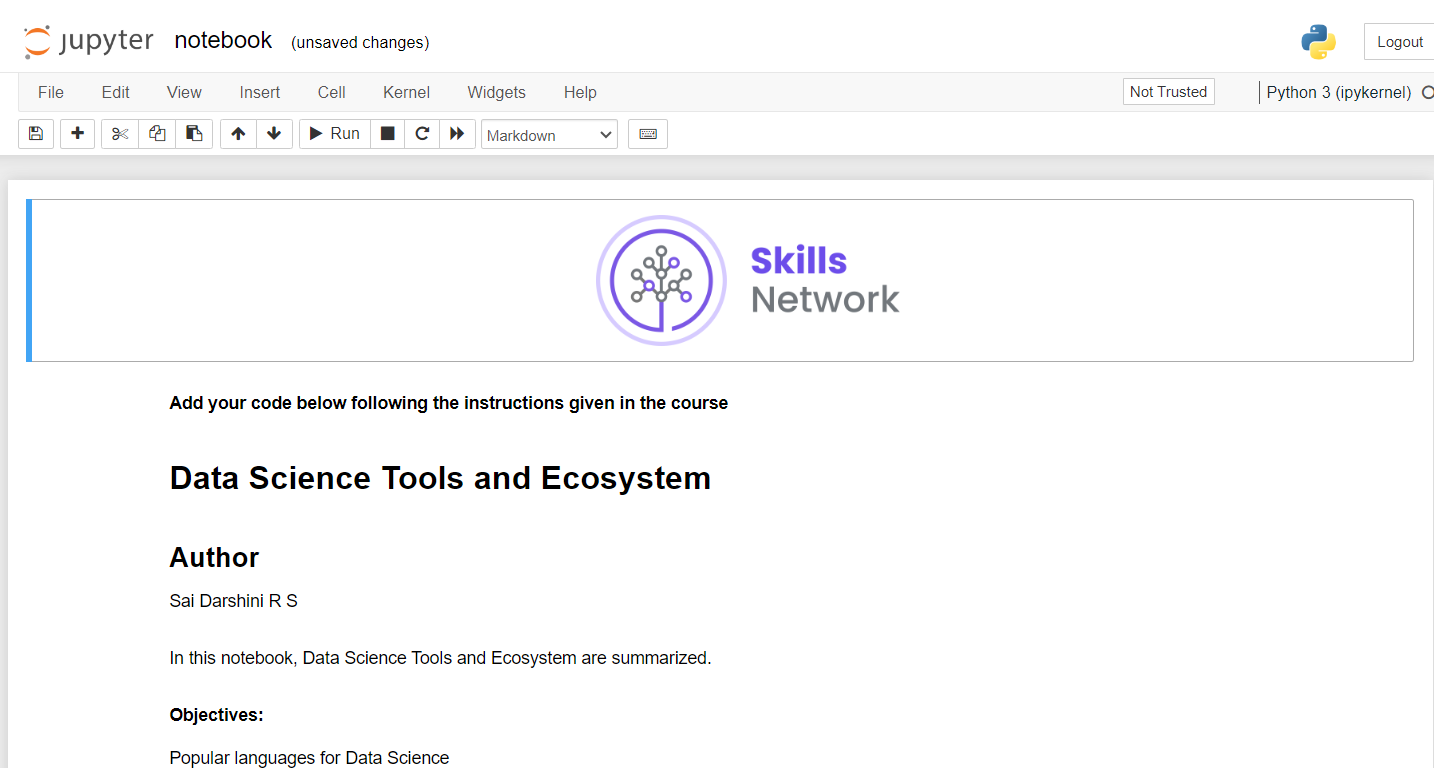 jupyter notebook (unsaved changes) Logout
File Edit View Insert Cell Kernel Widgets Help Not Trusted Python 3 (ipykernel)
Run Markdown
Skills
Network
Add your code below following the instructions given in the course
Data Science Tools and Ecosystem
Author
Sai Darshini R S
In this notebook, Data Science Tools and Ecosystem are summarized.
Objectives:
Popular languages for Data Science